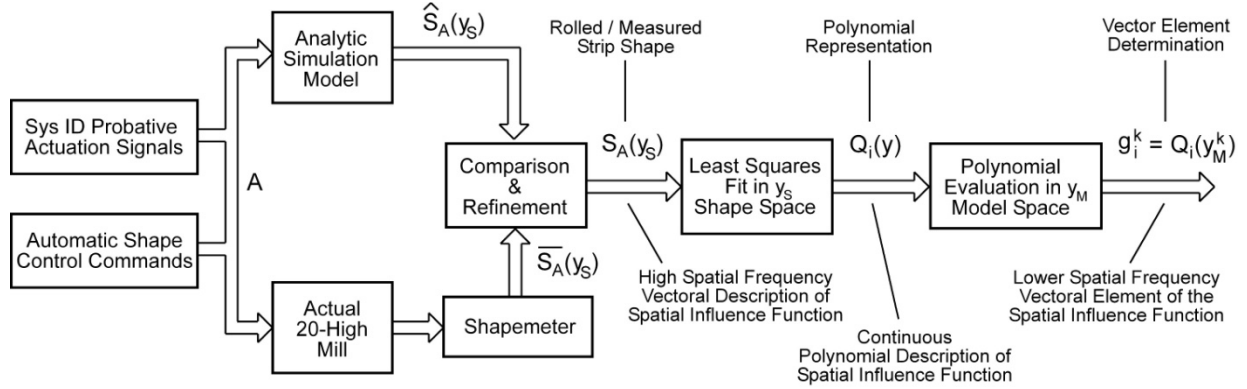 Sys ID Probative
Actuation Signals
Automatic Shape
Control Commands
A
Analytic
Simulation
Model
Actual
20-High
Mill
Ŝ_A(y_S)
Shapemeter
S̅_A(y_S)
Comparison
&
Refinement
Rolled / Measured
Strip Shape
S_A(y_S)
High Spatial Frequency
Vectoral Description of
Spatial Influence Function
Least Squares
Fit in y_S
Shape Space
Polynomial
Representation
Q_i(y)
Continuous
Polynomial Description of
Spatial Influence Function
Polynomial
Evaluation in y_M
Model Space
Vector Element
Determination
g_i^k = Q_i(y_M^k)
Lower Spatial Frequency
Vectoral Element of the
Spatial Influence Function